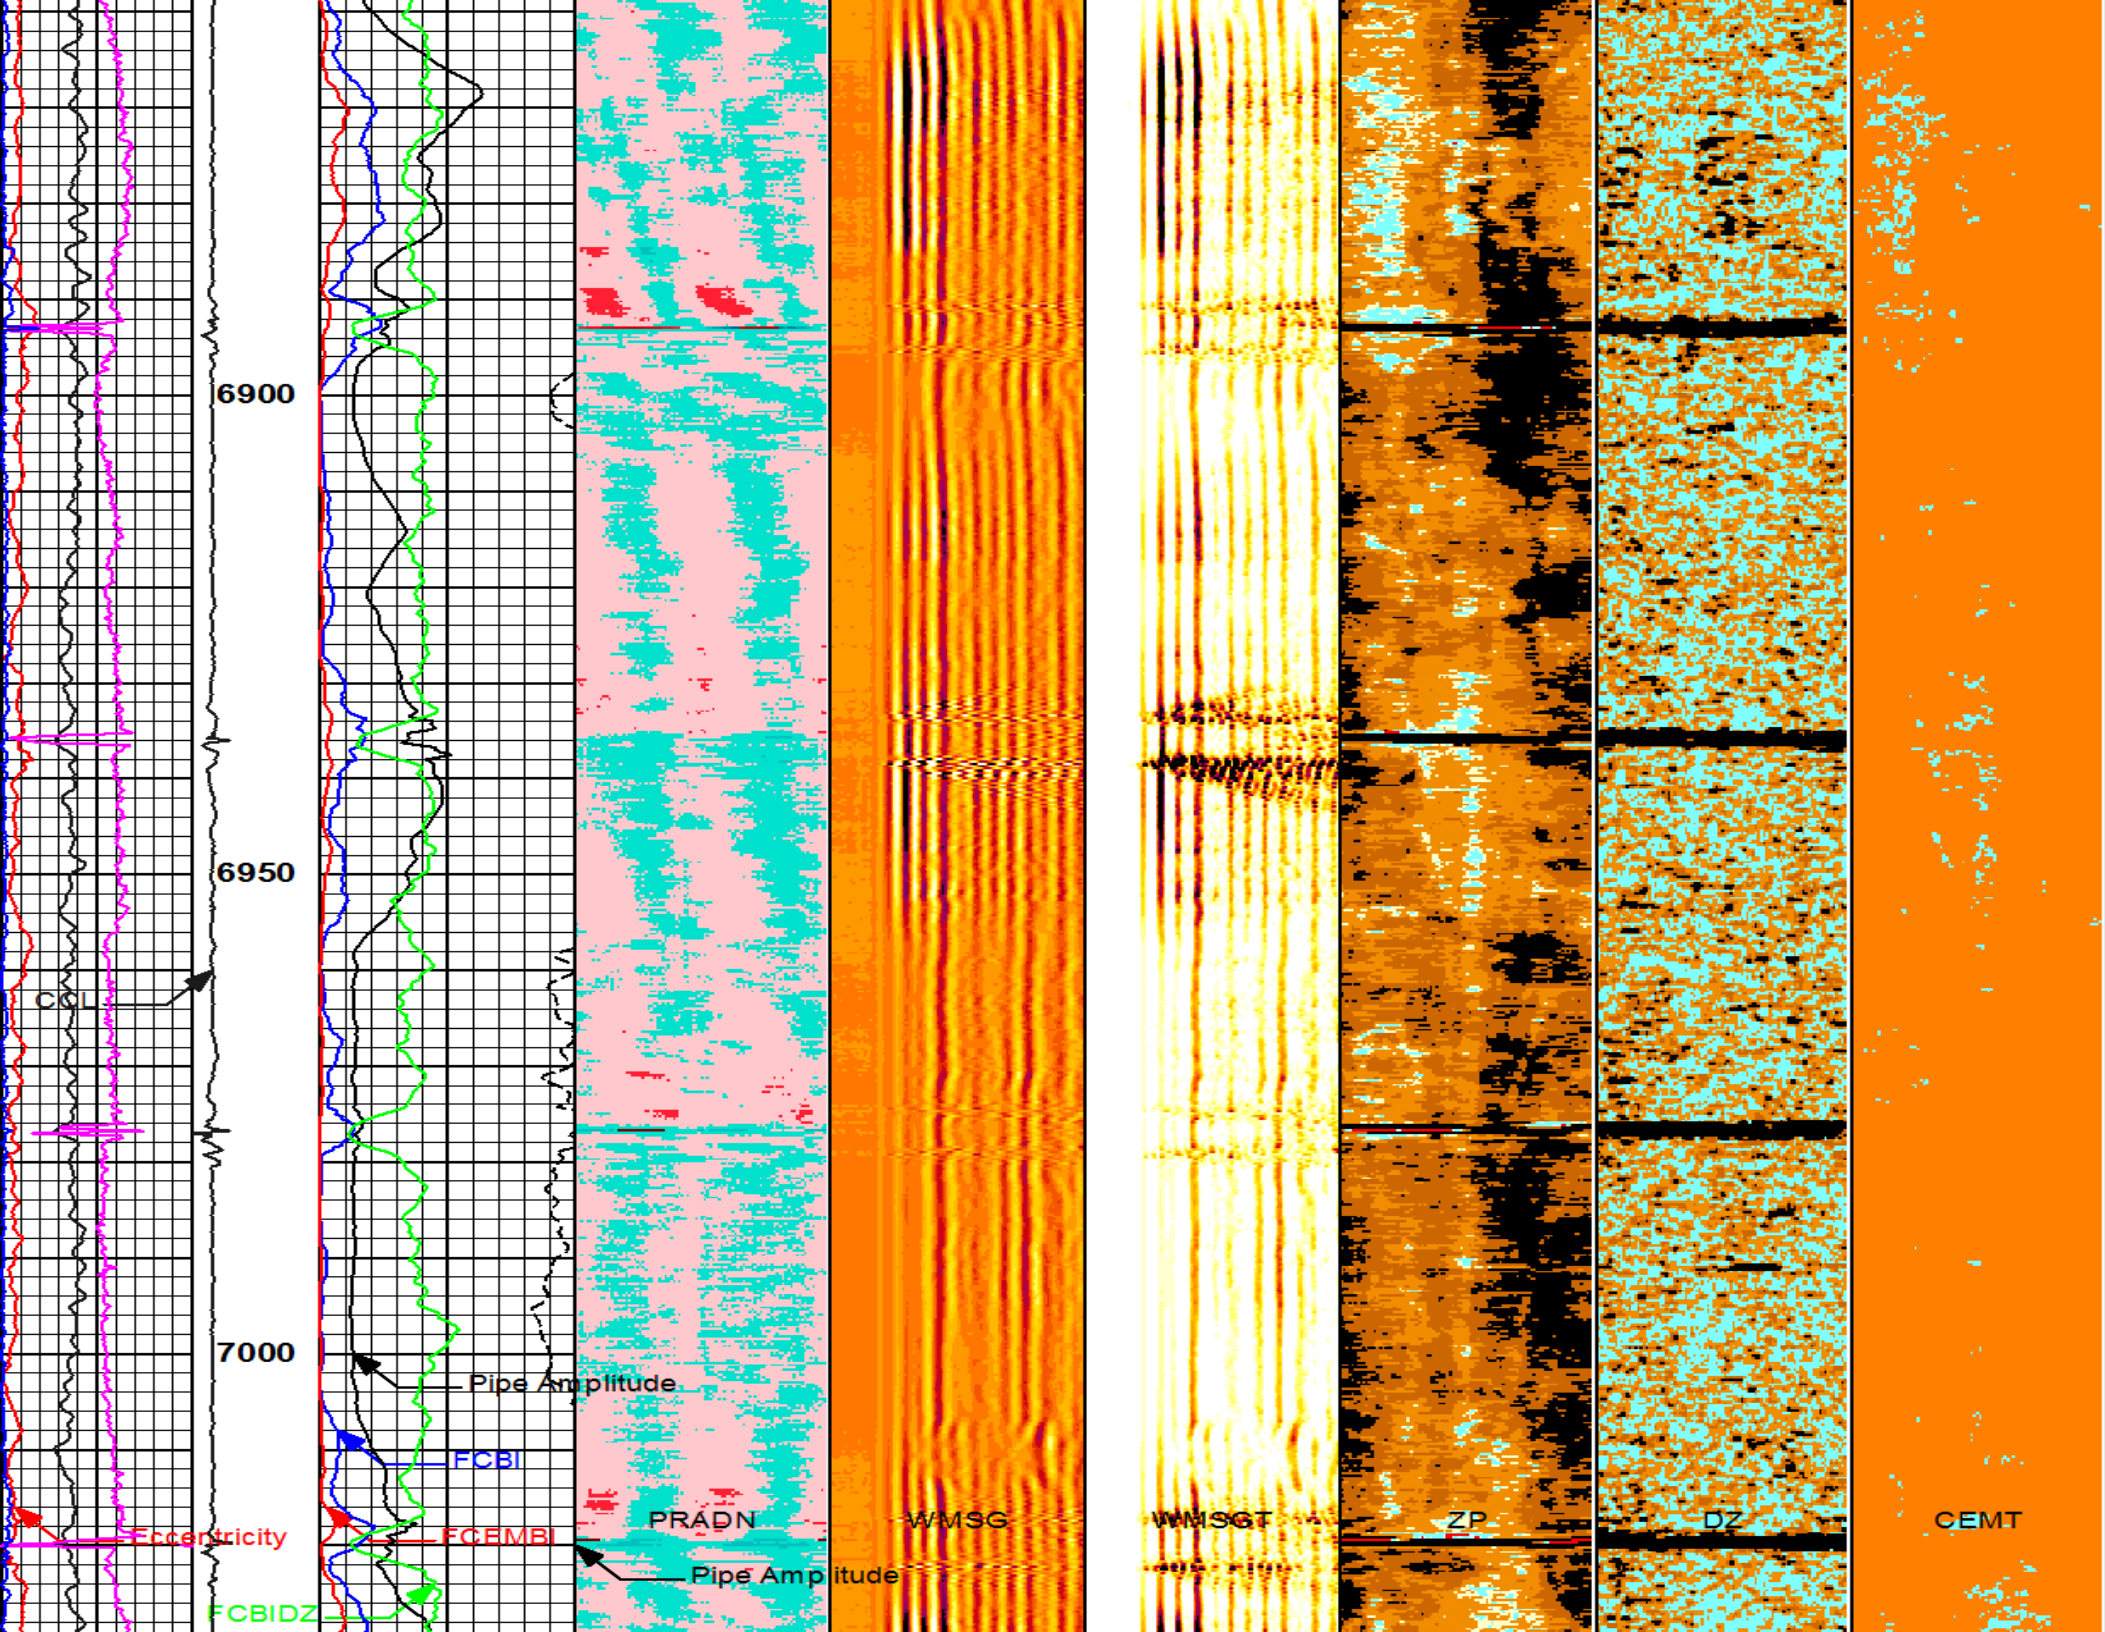 6900
6950
CCL
7000
Pipe Amplitude
FCBI
PRADN
WMSG
WMSGT
ZP
DZ
CEMT
Eccentricity
FCEMBI
Pipe Amplitude
FCBIDZ